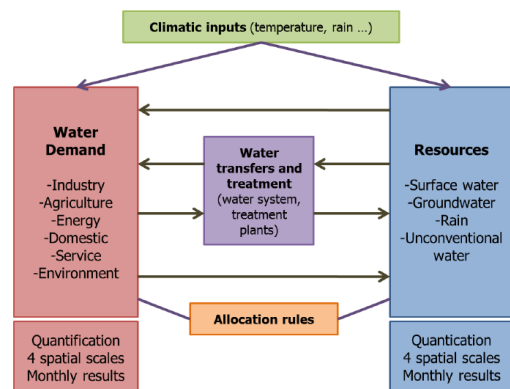 Climatic inputs (temperature, rain ...)
Water
Demand
-Industry
-Agriculture
-Energy
-Domestic
-Service
-Environment
Water
transfers and
treatment
(water system,
treatment
plants)
Resources
-Surface water
-Groundwater
-Rain
-Unconventional
water
Allocation rules
Quantification
4 spatial scales
Monthly results
Quantication
4 spatial scales
Monthly results